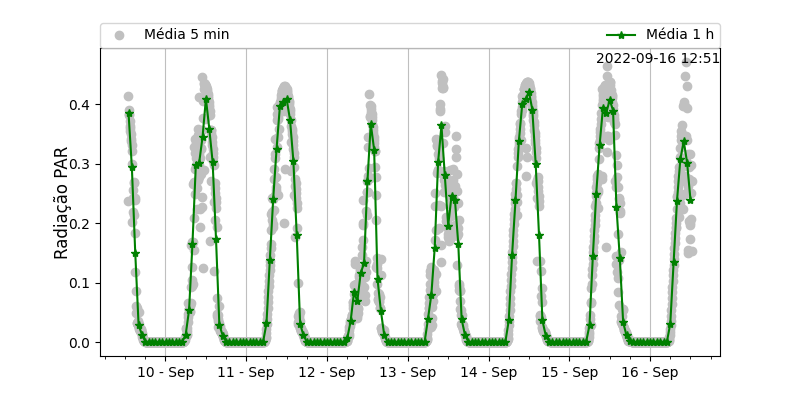 Média 5 min Média 1 h
2022-09-16 12:51
Radiação PAR
0.4
0.3
0.2
0.1
0.0
10 - Sep 11 - Sep 12 - Sep 13 - Sep 14 - Sep 15 - Sep 16 - Sep